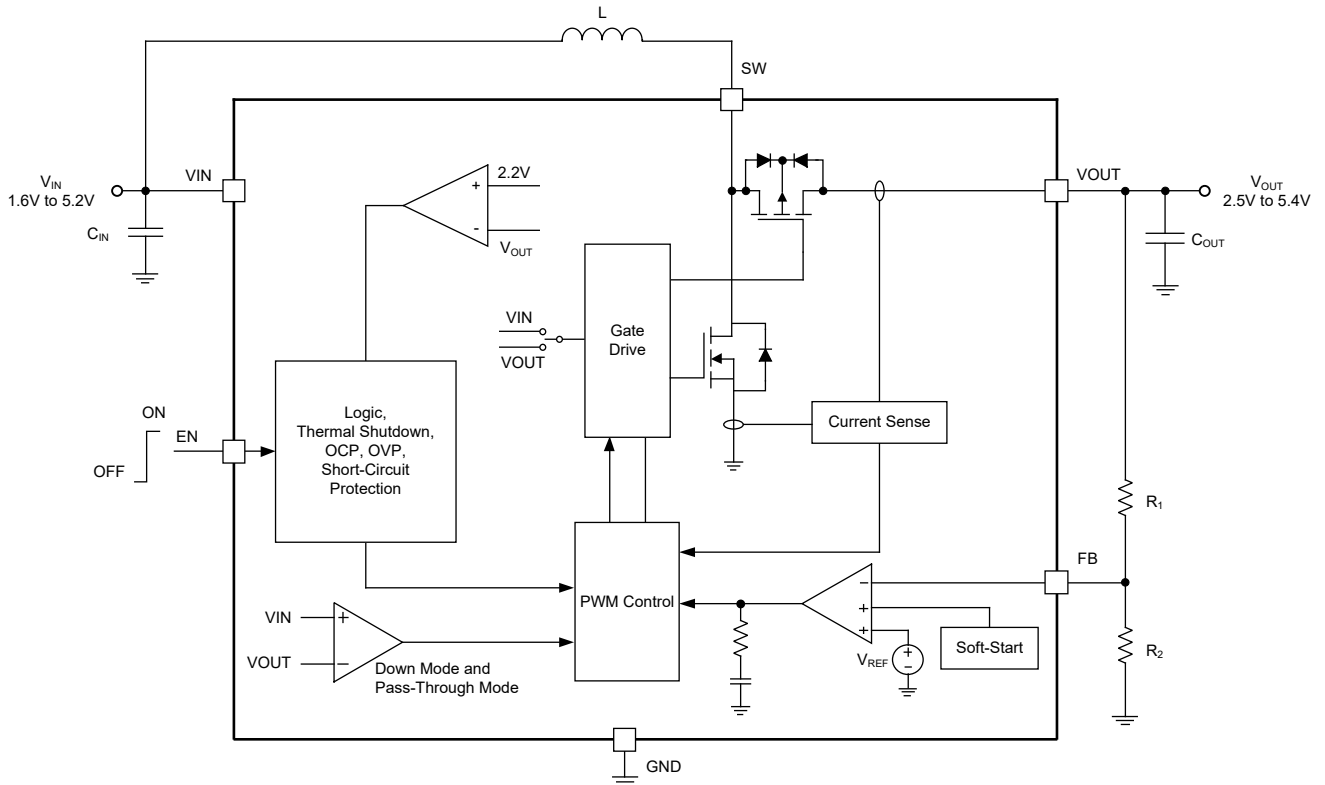 L
SW
VIN
1.6V to 5.2V
VIN
CIN
2.2V
+
-
VOUT
VOUT
VOUT
2.5V to 5.4V
COUT
VIN
VOUT
Gate
Drive
Logic,
Thermal Shutdown,
OCP, OVP,
Short-Circuit
Protection
ON
OFF
EN
Current Sense
R1
FB
PWM Control
VIN
+
VOUT
−
Down Mode and
Pass-Through Mode
−
+
+
VREF
+
−
Soft-Start
R2
GND